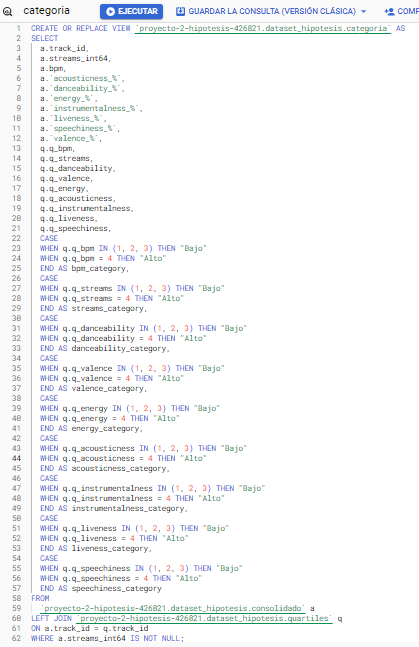 categoria EJECUTAR GUARDAR LA CONSULTA (VERSIÓN CLÁSICA) COMP
1 CREATE OR REPLACE VIEW `proyecto-2-hipotesis-426821.dataset_hipotesis.categoria` AS
2 SELECT
3 a.track_id,
4 a.streams_int64,
5 a.bpm,
6 a.`acousticness_%`,
7 a.`danceability_%`,
8 a.`energy_%`,
9 a.`instrumentalness_%`,
10 a.`liveness_%`,
11 a.`speechiness_%`,
12 a.`valence_%`,
13 q.q_bpm,
14 q.q_streams,
15 q.q_danceability,
16 q.q_valence,
17 q.q_energy,
18 q.q_acousticness,
19 q.q_instrumentalness,
20 q.q_liveness,
21 q.q_speechiness,
22 CASE
23 WHEN q.q_bpm IN (1, 2, 3) THEN "Bajo"
24 WHEN q.q_bpm = 4 THEN "Alto"
25 END AS bpm_category,
26 CASE
27 WHEN q.q_streams IN (1, 2, 3) THEN "Bajo"
28 WHEN q.q_streams = 4 THEN "Alto"
29 END AS streams_category,
30 CASE
31 WHEN q.q_danceability IN (1, 2, 3) THEN "Bajo"
32 WHEN q.q_danceability = 4 THEN "Alto"
33 END AS danceability_category,
34 CASE
35 WHEN q.q_valence IN (1, 2, 3) THEN "Bajo"
36 WHEN q.q_valence = 4 THEN "Alto"
37 END AS valence_category,
38 CASE
39 WHEN q.q_energy IN (1, 2, 3) THEN "Bajo"
40 WHEN q.q_energy = 4 THEN "Alto"
41 END AS energy_category,
42 CASE
43 WHEN q.q_acousticness IN (1, 2, 3) THEN "Bajo"
44 WHEN q.q_acousticness = 4 THEN "Alto"
45 END AS acousticness_category,
46 CASE
47 WHEN q.q_instrumentalness IN (1, 2, 3) THEN "Bajo"
48 WHEN q.q_instrumentalness = 4 THEN "Alto"
49 END AS instrumentalness_category,
50 CASE
51 WHEN q.q_liveness IN (1, 2, 3) THEN "Bajo"
52 WHEN q.q_liveness = 4 THEN "Alto"
53 END AS liveness_category,
54 CASE
55 WHEN q.q_speechiness IN (1, 2, 3) THEN "Bajo"
56 WHEN q.q_speechiness = 4 THEN "Alto"
57 END AS speechiness_category
58 FROM
59 `proyecto-2-hipotesis-426821.dataset_hipotesis.consolidado` a
60 LEFT JOIN `proyecto-2-hipotesis-426821.dataset_hipotesis.quartiles` q
61 ON a.track_id = q.track_id
62 WHERE a.streams_int64 IS NOT NULL;